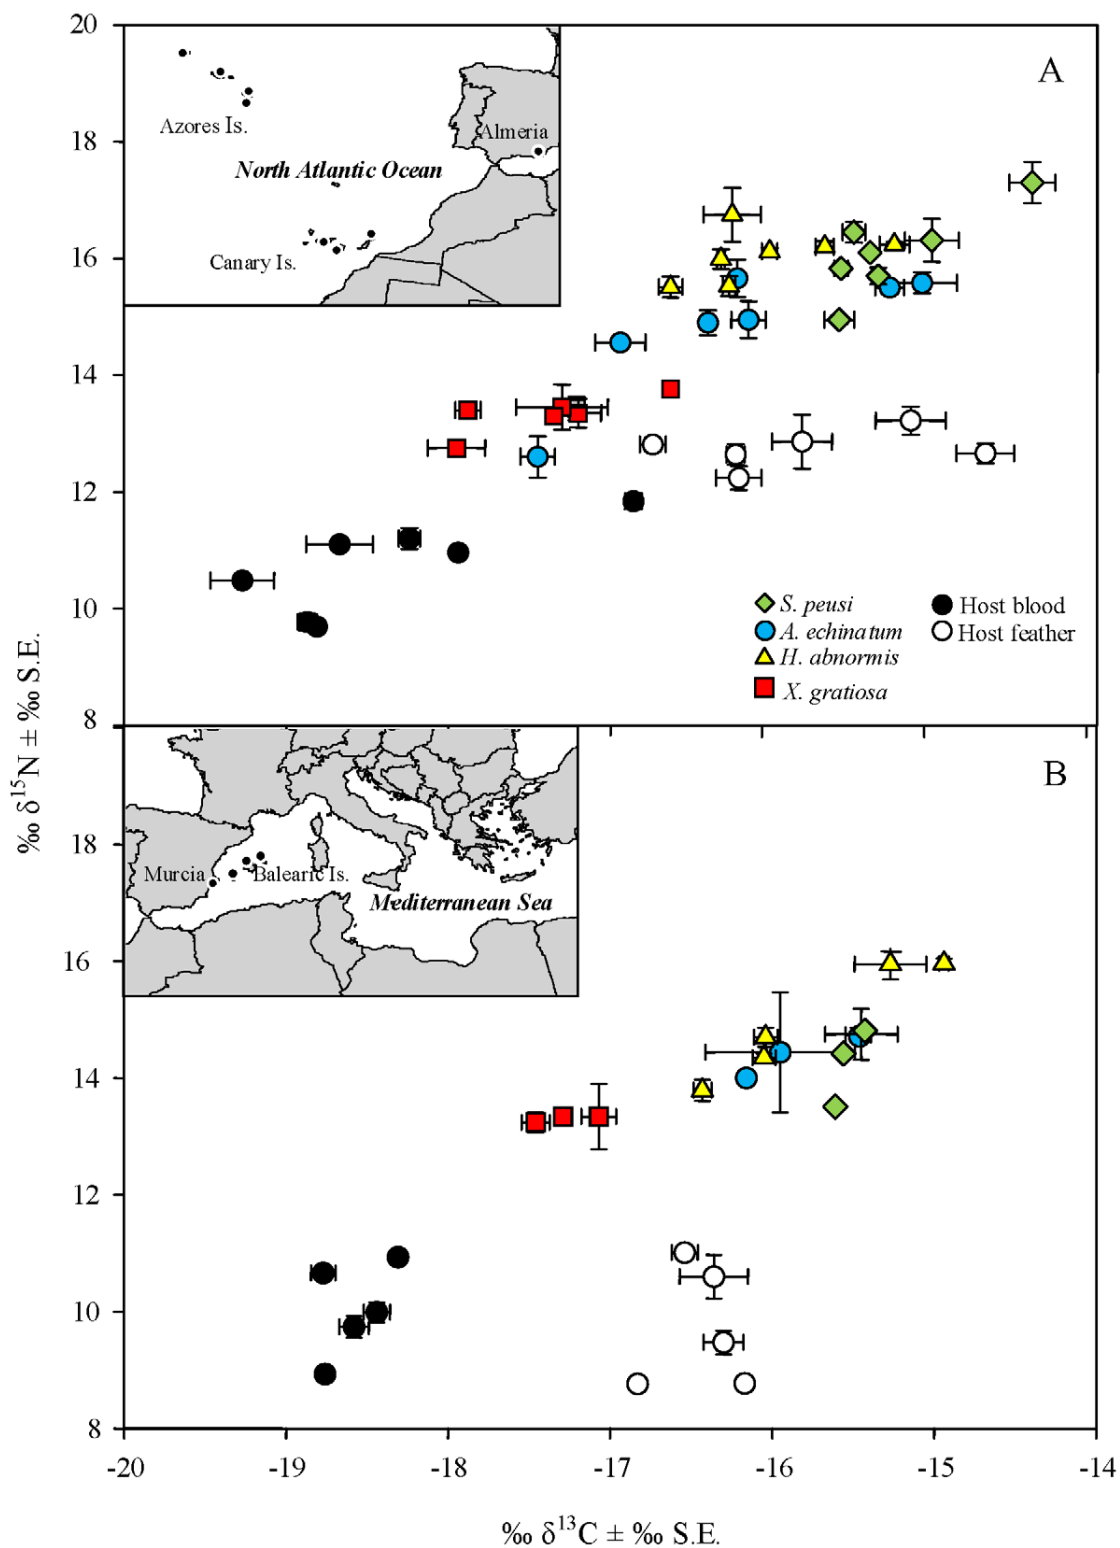 20
A
Azores Is.
Almeria
North Atlantic Ocean
Canary Is.
18
16
14
12
10
8
S. peusi
A. echinatum
H. abnormis
X. gratiosa
Host blood
Host feather
‰ δ¹⁵N ± ‰ S.E.
B
Murcia
Balearic Is.
Mediterranean Sea
18
16
14
12
10
8
-20
-19
-18
-17
-16
-15
-14
‰ δ¹³C ± ‰ S.E.